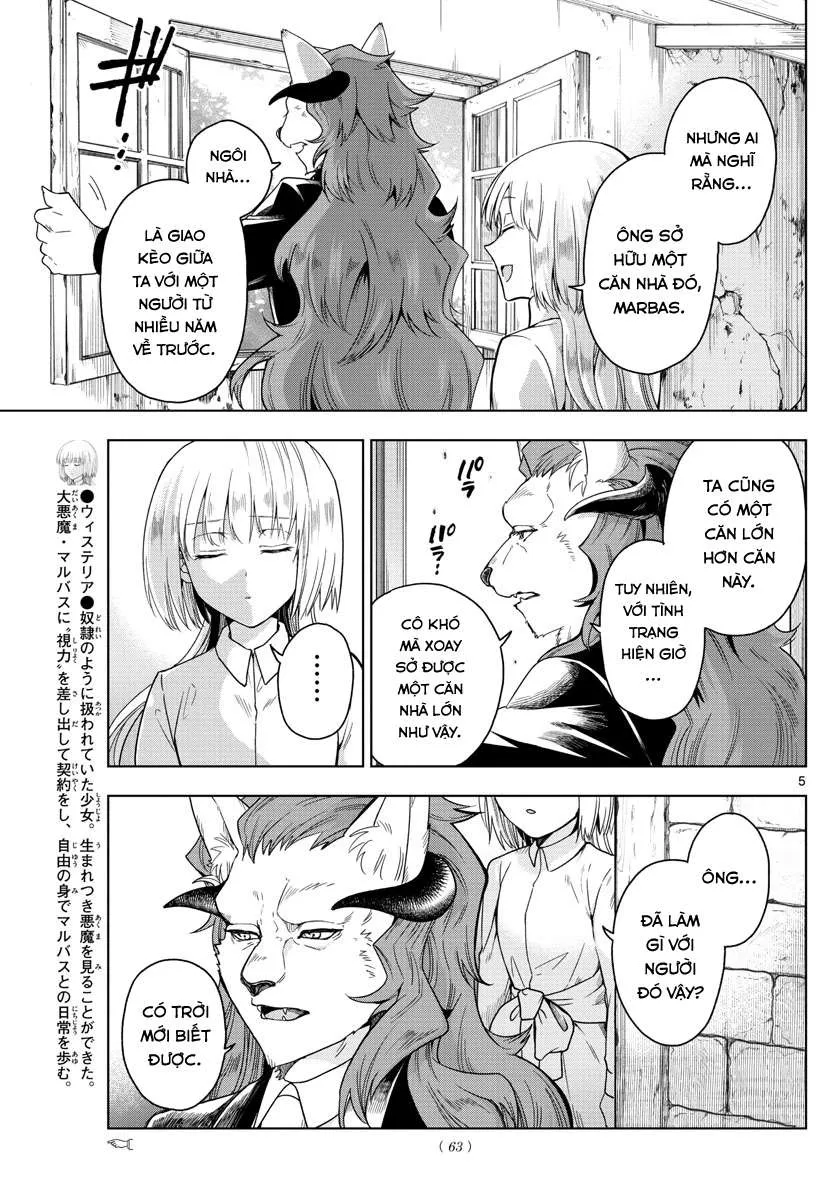 NHƯNG AI
MÀ NGHĨ
RẰNG...
ÔNG SỞ
HỮU MỘT
CĂN NHÀ ĐÓ,
MARBAS.
NGÔI
NHÀ...
LÀ GIAO
KÈO GIỮA
TA VỚI MỘT
NGƯỜI TỪ
NHIỀU NĂM
VỀ TRƯỚC.
TA CŨNG
CÓ MỘT
CĂN LỚN
HƠN CĂN
NÀY.
TUY NHIÊN,
VỚI TÌNH
TRẠNG
HIỆN GIỜ
CÔ KHÓ
MÀ XOAY
SỞ ĐƯỢC
MỘT CĂN
NHÀ LỚN
NHƯ VẬY.
...
...
5
ÔNG...
ĐÃ LÀM
GÌ VỚI
NGƯỜI
ĐÓ VẬY?
CÓ TRỜI
MỚI BIẾT
ĐƯỢC.
●ウィステリア●奴隷のように扱われていた少女。生まれつき悪魔を見ることができた。
大悪魔・マルバスに“視力”を差し出して契約をし、自由の身でマルバスとの日常を歩む。
( 63 )